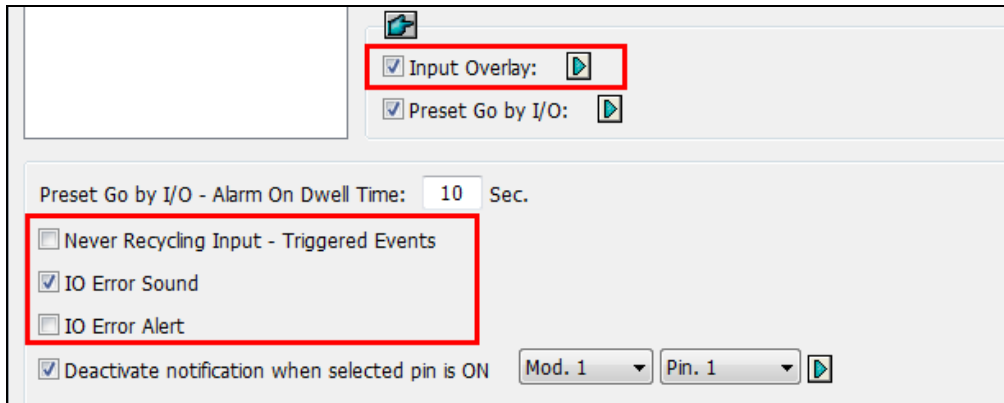 Input Overlay:
Preset Go by I/O:
Preset Go by I/O - Alarm On Dwell Time: 10 Sec.
Never Recycling Input - Triggered Events
IO Error Sound
IO Error Alert
Deactivate notification when selected pin is ON Mod. 1 Pin. 1